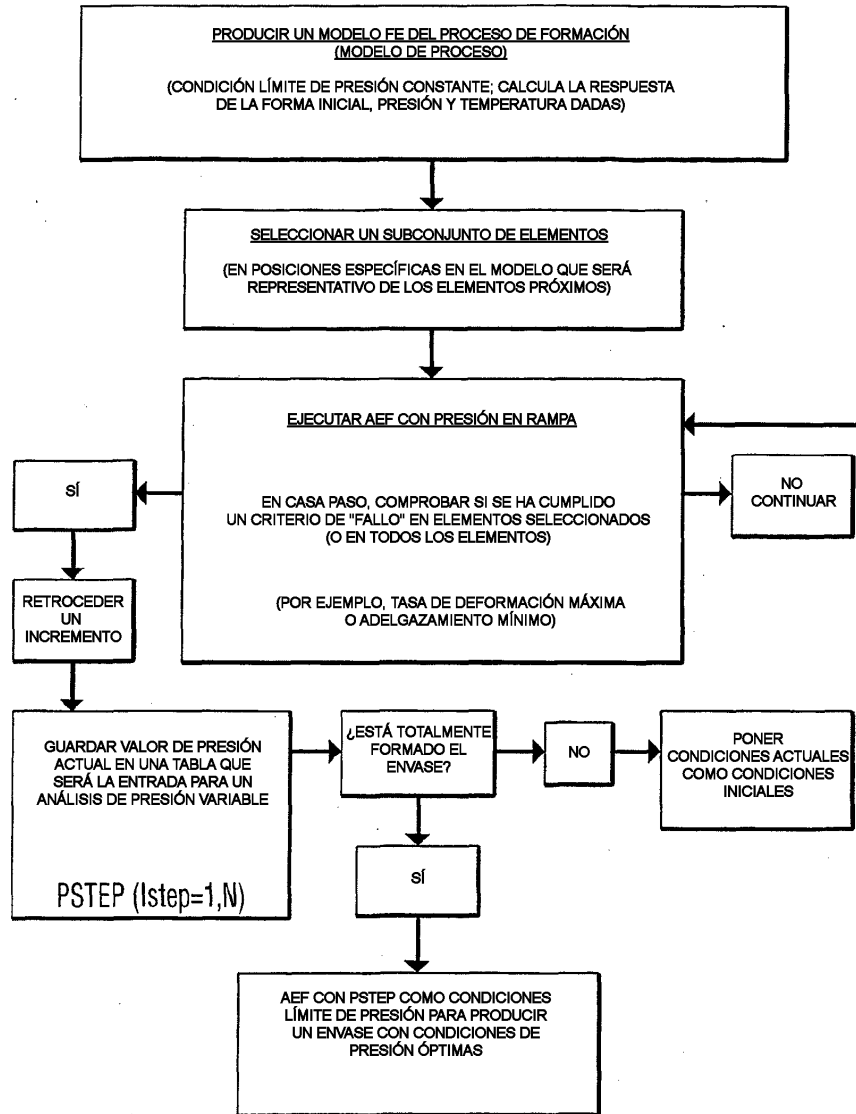 PRODUCIR UN MODELO FE DEL PROCESO DE FORMACIÓN
(MODELO DE PROCESO)
(CONDICIÓN LÍMITE DE PRESIÓN CONSTANTE; CALCULA LA RESPUESTA
DE LA FORMA INICIAL, PRESIÓN Y TEMPERATURA DADAS)
SELECCIONAR UN SUBCONJUNTO DE ELEMENTOS
(EN POSICIONES ESPECÍFICAS EN EL MODELO QUE SERÁ
REPRESENTATIVO DE LOS ELEMENTOS PRÓXIMOS)
EJECUTAR AEF CON PRESIÓN EN RAMPA
EN CASA PASO, COMPROBAR SI SE HA CUMPLIDO
UN CRITERIO DE "FALLO" EN ELEMENTOS SELECCIONADOS
(O EN TODOS LOS ELEMENTOS)
(POR EJEMPLO, TASA DE DEFORMACIÓN MÁXIMA
O ADELGAZAMIENTO MÍNIMO)
SÍ
NO
CONTINUAR
RETROCEDER
UN
INCREMENTO
GUARDAR VALOR DE PRESIÓN
ACTUAL EN UNA TABLA QUE
SERÁ LA ENTRADA PARA UN
ANÁLISIS DE PRESIÓN VARIABLE
PSTEP (Istep=1,N)
¿ESTÁ TOTALMENTE
FORMADO EL
ENVASE?
NO
PONER
CONDICIONES ACTUALES
COMO CONDICIONES
INICIALES
SÍ
AEF CON PSTEP COMO CONDICIONES
LÍMITE DE PRESIÓN PARA PRODUCIR
UN ENVASE CON CONDICIONES DE
PRESIÓN ÓPTIMAS